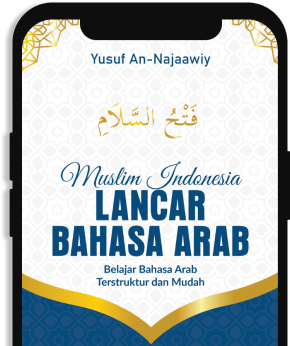 Yusuf An-Najaawiy
فَتْحُ السَّلَامِ
Muslim Indonesia
LANCAR
BAHASA ARAB
Belajar Bahasa Arab
Terstruktur dan Mudah